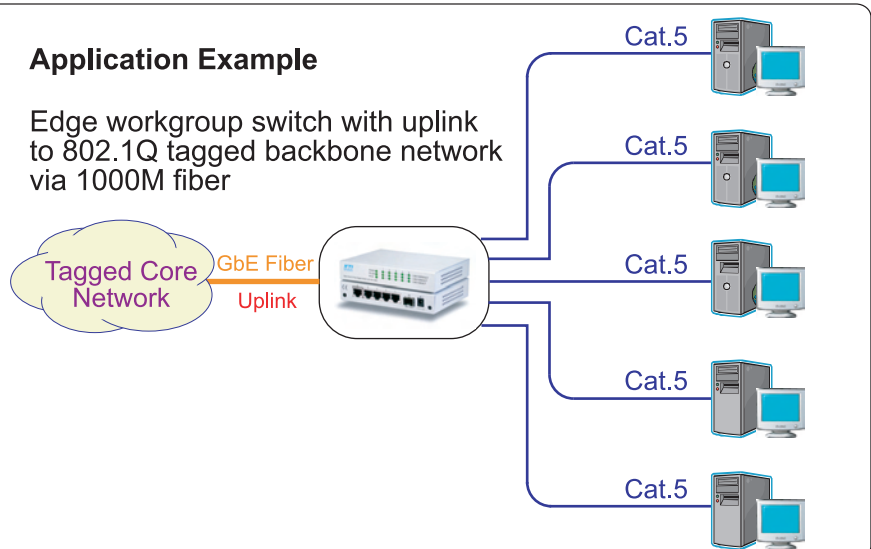 Application Example
Edge workgroup switch with uplink
to 802.1Q tagged backbone network
via 1000M fiber
Tagged Core
Network
GbE Fiber
Uplink
Cat.5
Cat.5
Cat.5
Cat.5
Cat.5